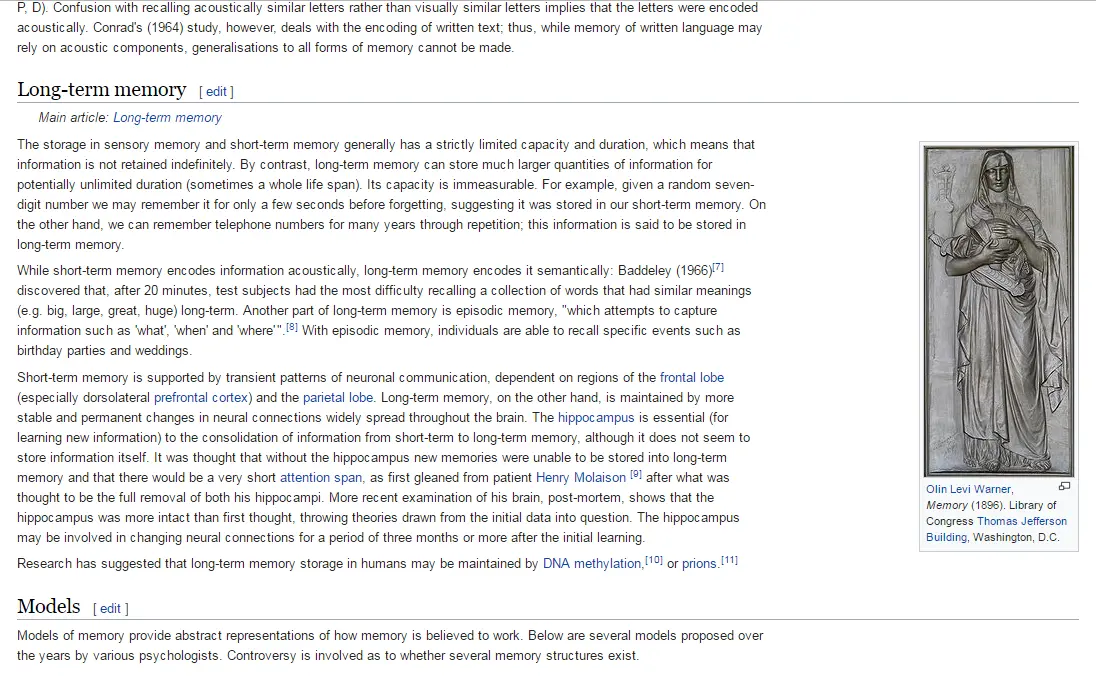 P, D). Confusion with recalling acoustically similar letters rather than visually similar letters implies that the letters were encoded
acoustically. Conrad's (1964) study, however, deals with the encoding of written text; thus, while memory of written language may
rely on acoustic components, generalisations to all forms of memory cannot be made.
Long-term memory [ edit ]
Main article: Long-term memory
The storage in sensory memory and short-term memory generally has a strictly limited capacity and duration, which means that
information is not retained indefinitely. By contrast, long-term memory can store much larger quantities of information for
potentially unlimited duration (sometimes a whole life span). Its capacity is immeasurable. For example, given a random seven-
digit number we may remember it for only a few seconds before forgetting, suggesting it was stored in our short-term memory. On
the other hand, we can remember telephone numbers for many years through repetition; this information is said to be stored in
long-term memory.
While short-term memory encodes information acoustically, long-term memory encodes it semantically: Baddeley (1966)[7]
discovered that, after 20 minutes, test subjects had the most difficulty recalling a collection of words that had similar meanings
(e.g. big, large, great, huge) long-term. Another part of long-term memory is episodic memory, "which attempts to capture
information such as 'what', 'when' and 'where'".[8] With episodic memory, individuals are able to recall specific events such as
birthday parties and weddings.
Short-term memory is supported by transient patterns of neuronal communication, dependent on regions of the frontal lobe
(especially dorsolateral prefrontal cortex) and the parietal lobe. Long-term memory, on the other hand, is maintained by more
stable and permanent changes in neural connections widely spread throughout the brain. The hippocampus is essential (for
learning new information) to the consolidation of information from short-term to long-term memory, although it does not seem to
store information itself. It was thought that without the hippocampus new memories were unable to be stored into long-term
memory and that there would be a very short attention span, as first gleaned from patient Henry Molaison [9] after what was
thought to be the full removal of both his hippocampi. More recent examination of his brain, post-mortem, shows that the
hippocampus was more intact than first thought, throwing theories drawn from the initial data into question. The hippocampus
may be involved in changing neural connections for a period of three months or more after the initial learning.
Research has suggested that long-term memory storage in humans may be maintained by DNA methylation,[10] or prions.[11]
Olin Levi Warner,
Memory (1896). Library of
Congress Thomas Jefferson
Building, Washington, D.C.
Models [ edit ]
Models of memory provide abstract representations of how memory is believed to work. Below are several models proposed over
the years by various psychologists. Controversy is involved as to whether several memory structures exist.